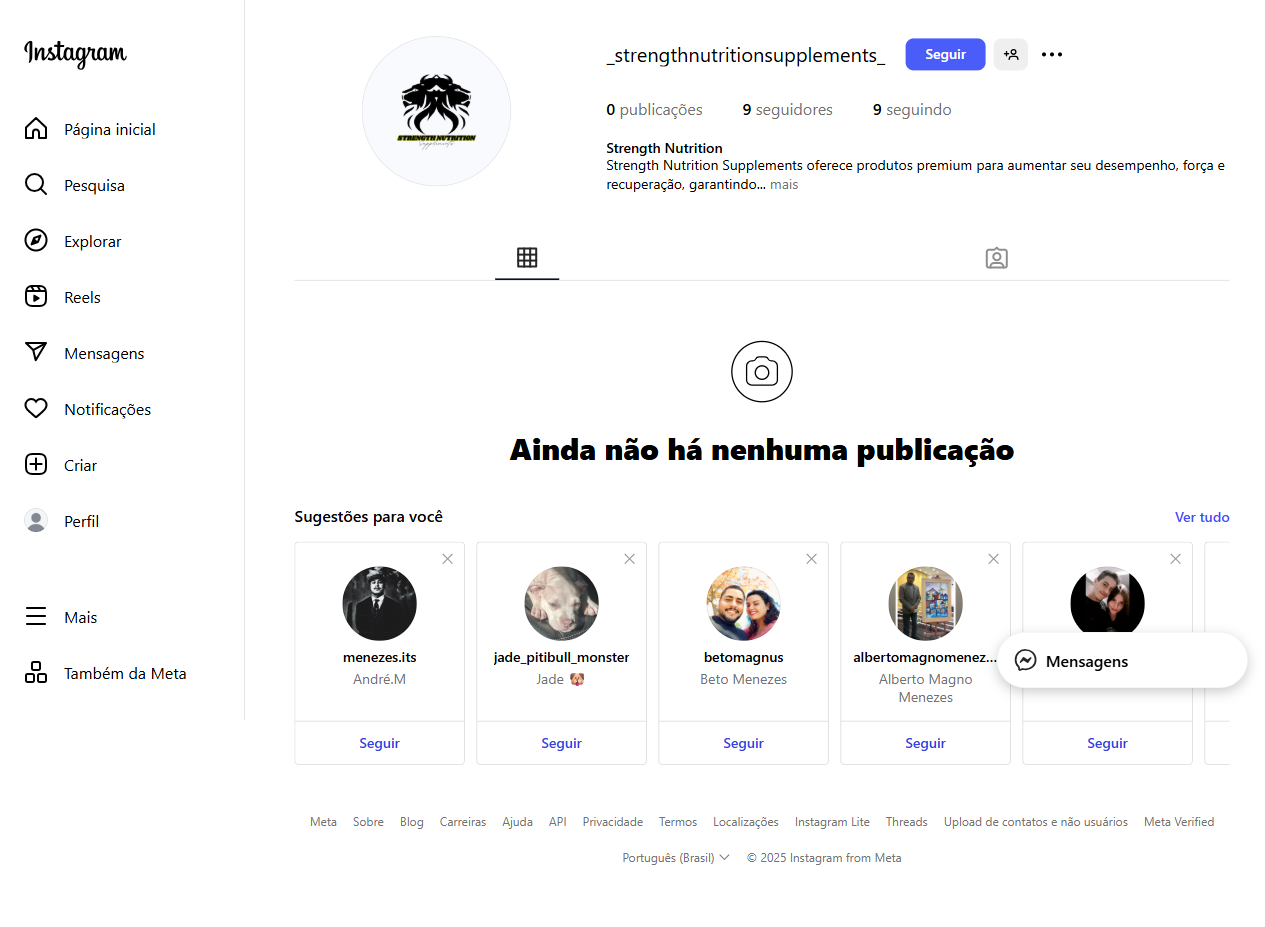 Instagram
Página inicial
Pesquisa
Explorar
Reels
Mensagens
Notificações
Criar
Perfil
Mais
Também da Meta
STRENGTH NUTRITION
supplements
_strengthnutritionsupplements_
Seguir
0 publicações 9 seguidores 9 seguindo
Strength Nutrition
Strength Nutrition Supplements oferece produtos premium para aumentar seu desempenho, força e
recuperação, garantindo... mais
Ainda não há nenhuma publicação
Sugestões para você
Ver tudo
menezes.its
André.M
Seguir
jade_pitibull_monster
Jade
Seguir
betomagnus
Beto Menezes
Seguir
albertomagnomenez...
Alberto Magno
Menezes
Seguir
Seguir
Mensagens
Meta Sobre Blog Carreiras Ajuda API Privacidade Termos Localizações Instagram Lite Threads Upload de contatos e não usuários Meta Verified
Português (Brasil) © 2025 Instagram from Meta